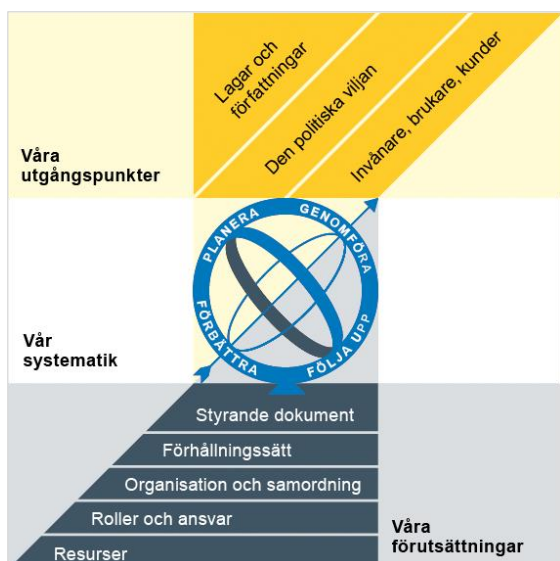 Lagar och
författningar
Den politiska viljan
Invånare, brukare, kunder
Våra
utgångspunkter
PLANERA
GENOMFÖRA
FÖLJA UPP
FÖRBÄTTRA
Vår
systematik
Styrande dokument
Förhållningssätt
Organisation och samordning
Roller och ansvar
Resurser
Våra
förutsättningar